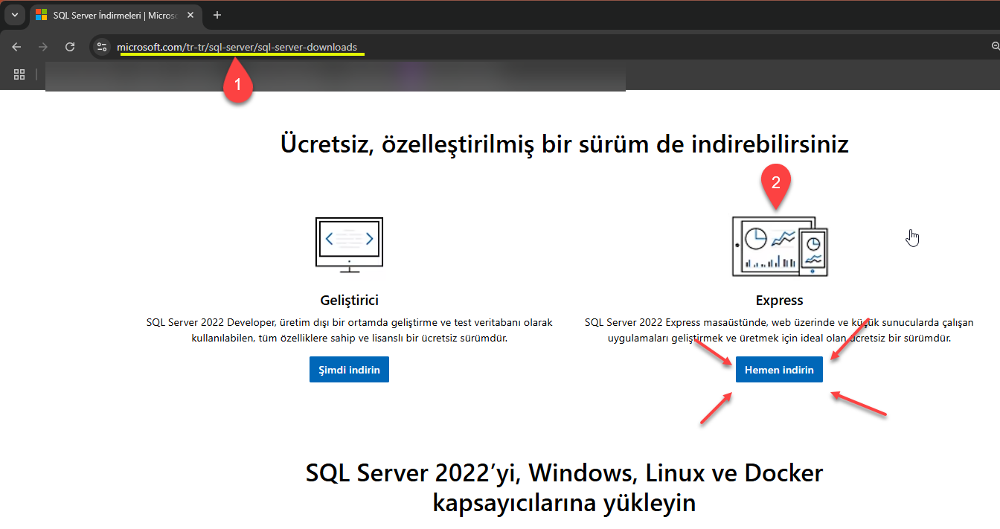 SQL Server İndirmeleri | Micros
microsoft.com/tr-tr/sql-server/sql-server-downloads
1
Ücretsiz, özelleştirilmiş bir sürüm de indirebilirsiniz
2
Geliştirici
SQL Server 2022 Developer, üretim dışı bir ortamda geliştirme ve test veritabanı olarak
kullanılabilen, tüm özelliklere sahip ve lisanslı bir ücretsiz sürümdür.
Şimdi indirin
Express
SQL Server 2022 Express masaüstünde, web üzerinde ve küçük sunucularda çalışan
uygulamaları geliştirmek ve üretmek için ideal olan ücretsiz bir sürümdür.
Hemen indirin
SQL Server 2022’yi, Windows, Linux ve Docker
kapsayıcılarına yükleyin